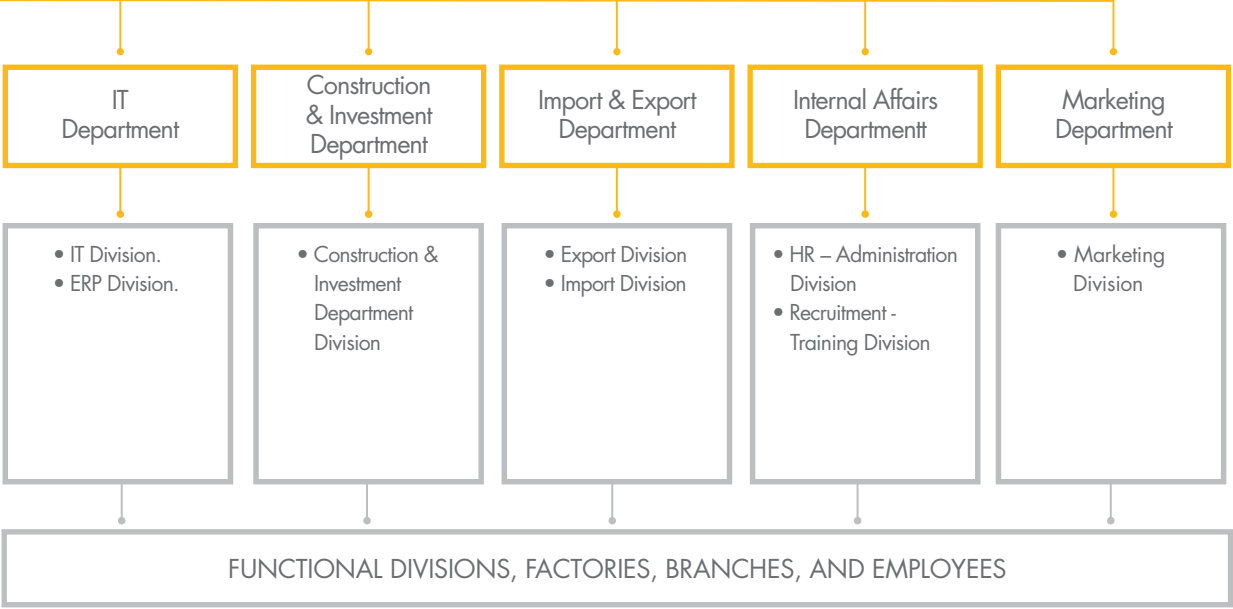 IT
Department
Construction
& Investment
Department
Import & Export
Department
Internal Affairs
Departmentt
Marketing
Department
• IT Division.
• ERP Division.
• Construction &
Investment
Department
Division
• Export Division
• Import Division
• HR – Administration
Division
• Recruitment -
Training Division
• Marketing
Division
FUNCTIONAL DIVISIONS, FACTORIES, BRANCHES, AND EMPLOYEES